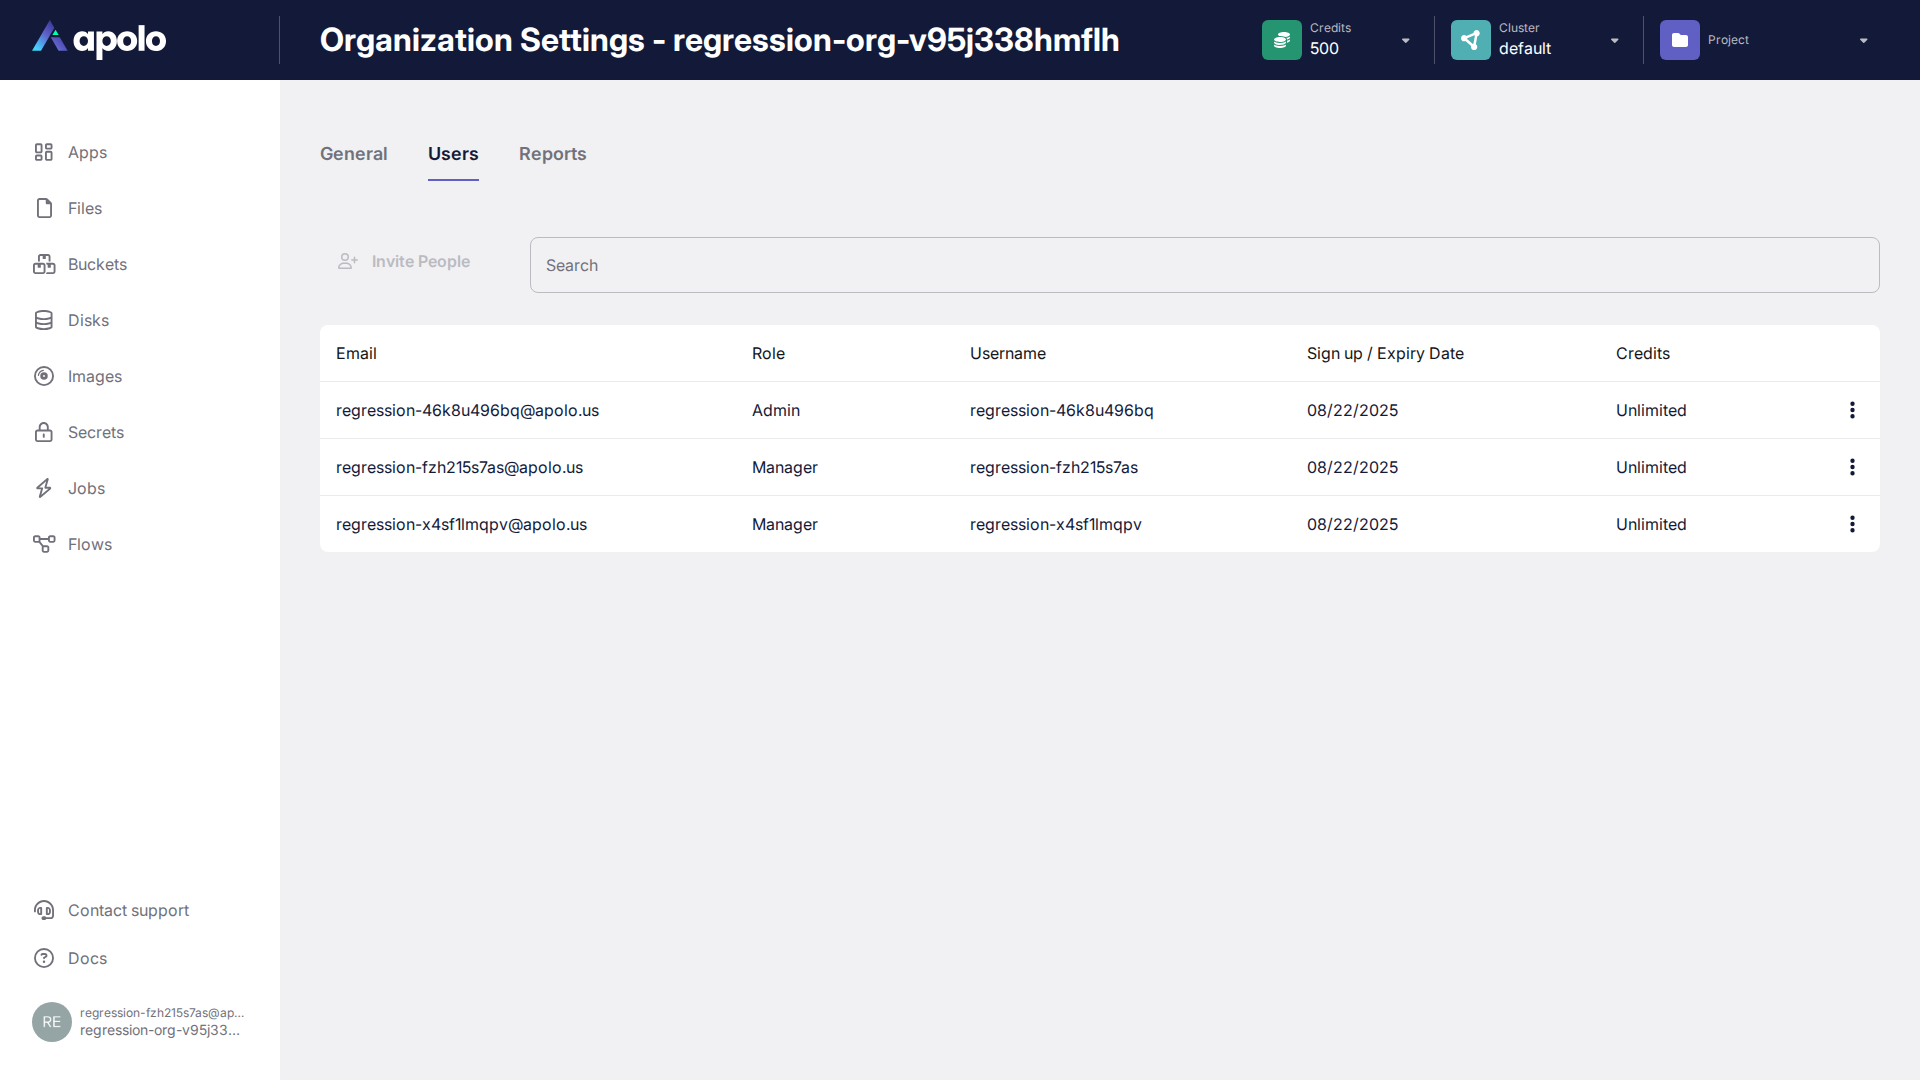 apolo
Organization Settings - regression-org-v95j338hmflh
Credits
500
Cluster
default
Project
Apps
Files
Buckets
Disks
Images
Secrets
Jobs
Flows
General Users Reports
Invite People
Search
Email Role Username Sign up / Expiry Date Credits
regression-46k8u496bq@apolo.us Admin regression-46k8u496bq 08/22/2025 Unlimited
regression-fzh215s7as@apolo.us Manager regression-fzh215s7as 08/22/2025 Unlimited
regression-x4sf1lmqpv@apolo.us Manager regression-x4sf1lmqpv 08/22/2025 Unlimited
Contact support
Docs
RE
regression-fzh215s7as@ap...
regression-org-v95j33...